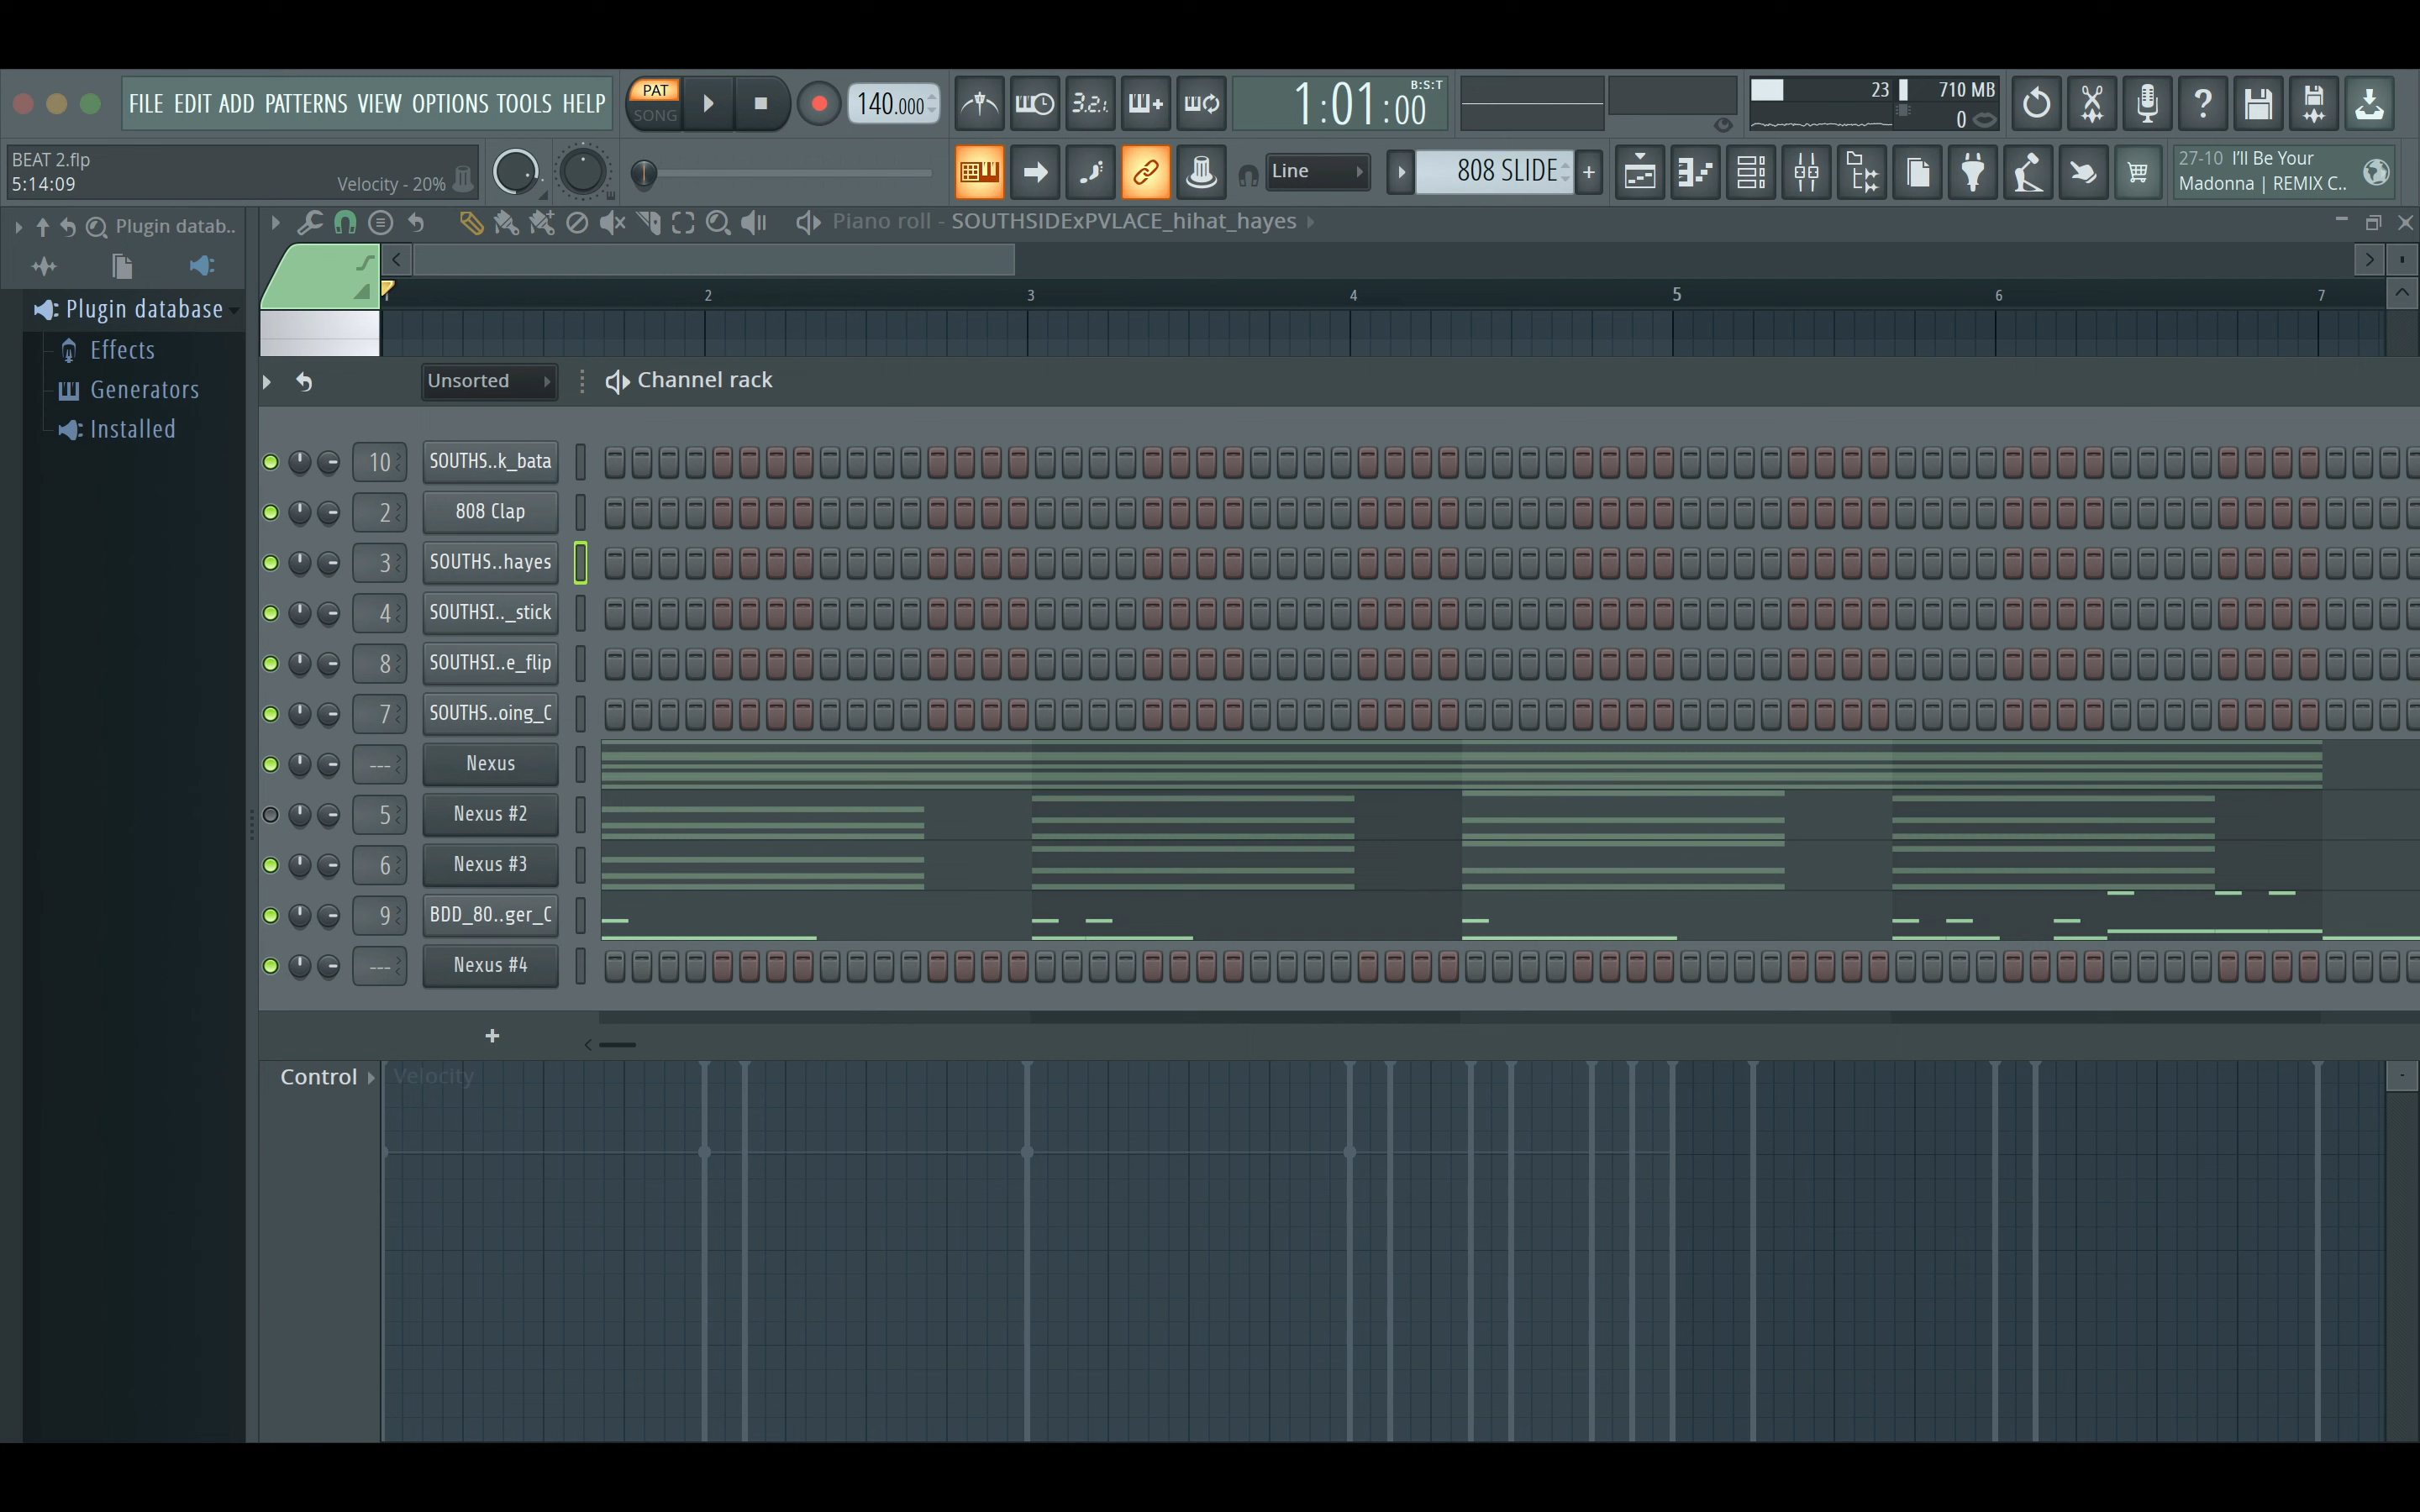 FILE EDIT ADD PATTERNS VIEW OPTIONS TOOLS HELP
PAT
SONG
140.000
3.2.1.
1:01:00
B:S:T
23
710 MB
0
BEAT 2.flp
5:14:09
Velocity - 20%
Line
808 SLIDE
+
27-10 I'll Be Your
Madonna | REMIX C..
Plugin datab..
Piano roll - SOUTHSIDExPVLACE_hihat_hayes
Plugin database
Effects
Generators
Installed
1 2 3 4 5 6 7
Unsorted
Channel rack
10 SOUTHS..k_bata
2 808 Clap
3 SOUTHS..hayes
4 SOUTHSI.._stick
8 SOUTHSI..e_flip
7 SOUTHS..oing_C
--- Nexus
5 Nexus #2
6 Nexus #3
9 BDD_80..ger_C
--- Nexus #4
+
Control
Velocity